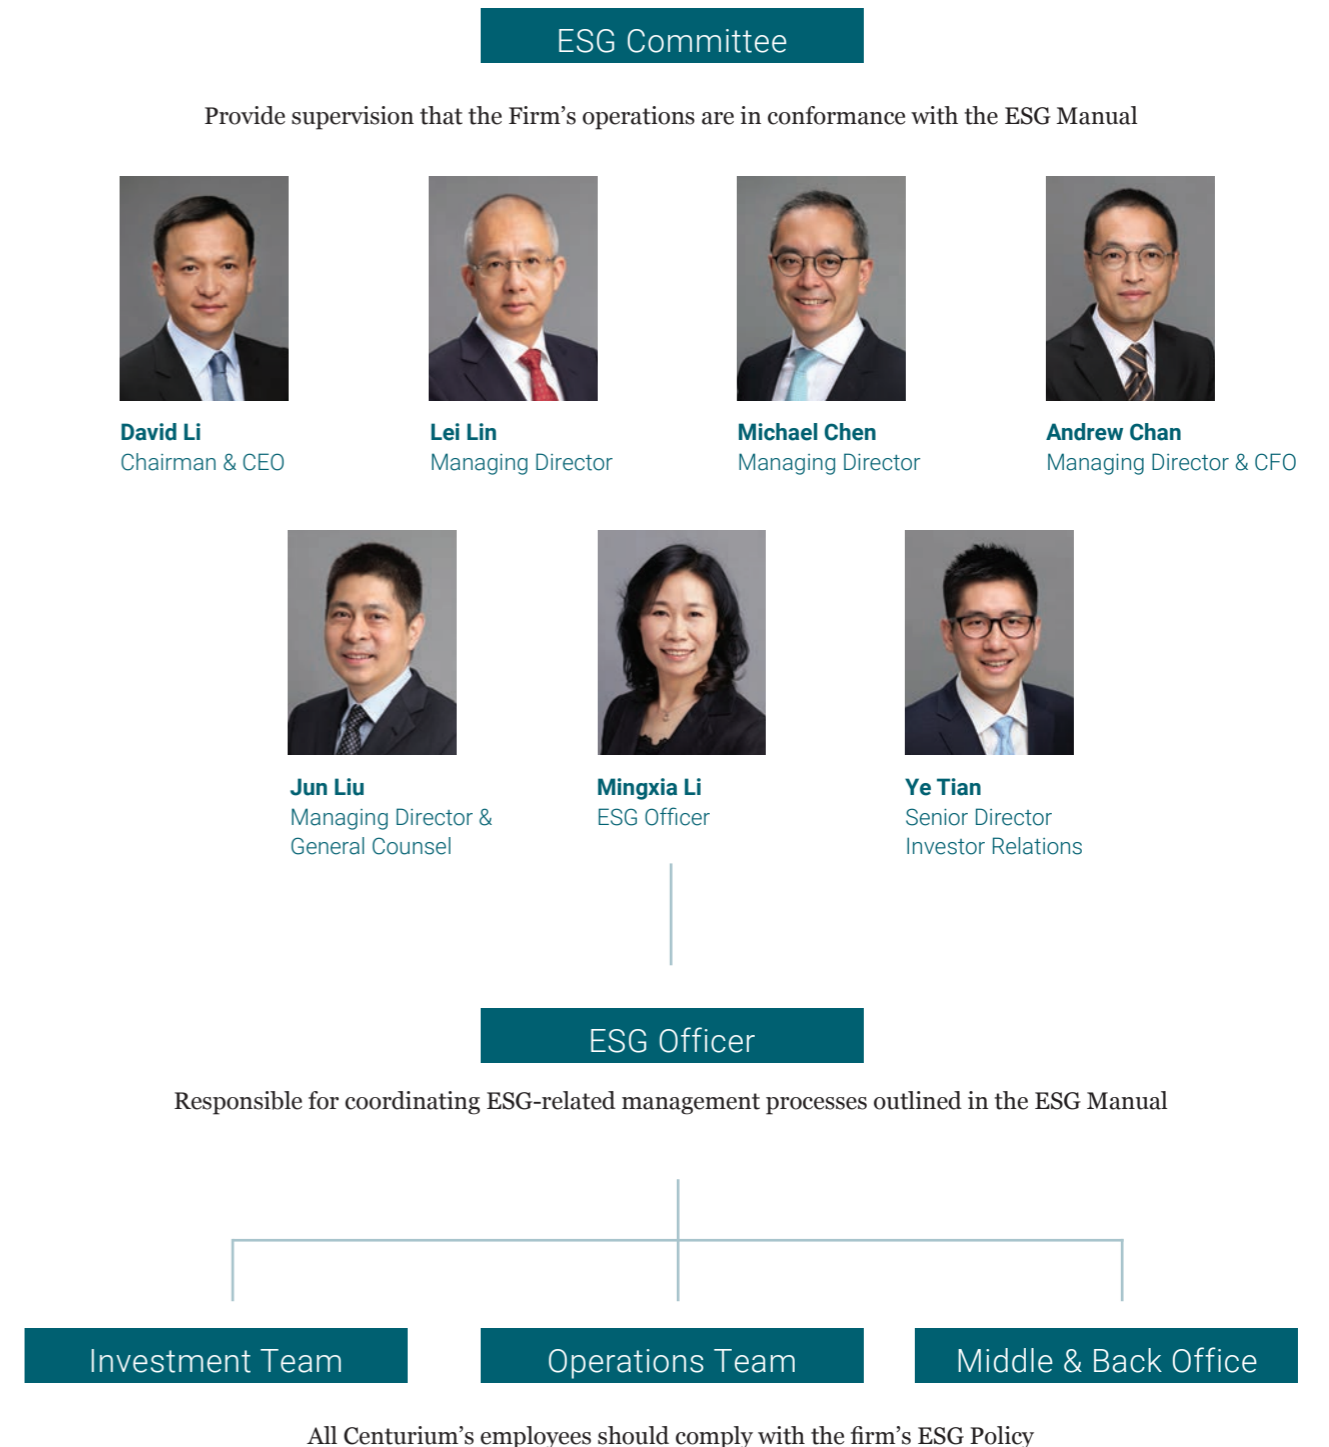 ESG Committee
Provide supervision that the Firm’s operations are in conformance with the ESG Manual
David Li
Chairman & CEO
Lei Lin
Managing Director
Michael Chen
Managing Director
Andrew Chan
Managing Director & CFO
Jun Liu
Managing Director &
General Counsel
Mingxia Li
ESG Officer
Ye Tian
Senior Director
Investor Relations
ESG Officer
Responsible for coordinating ESG-related management processes outlined in the ESG Manual
Investment Team
Operations Team
Middle & Back Office
All Centurium’s employees should comply with the firm’s ESG Policy